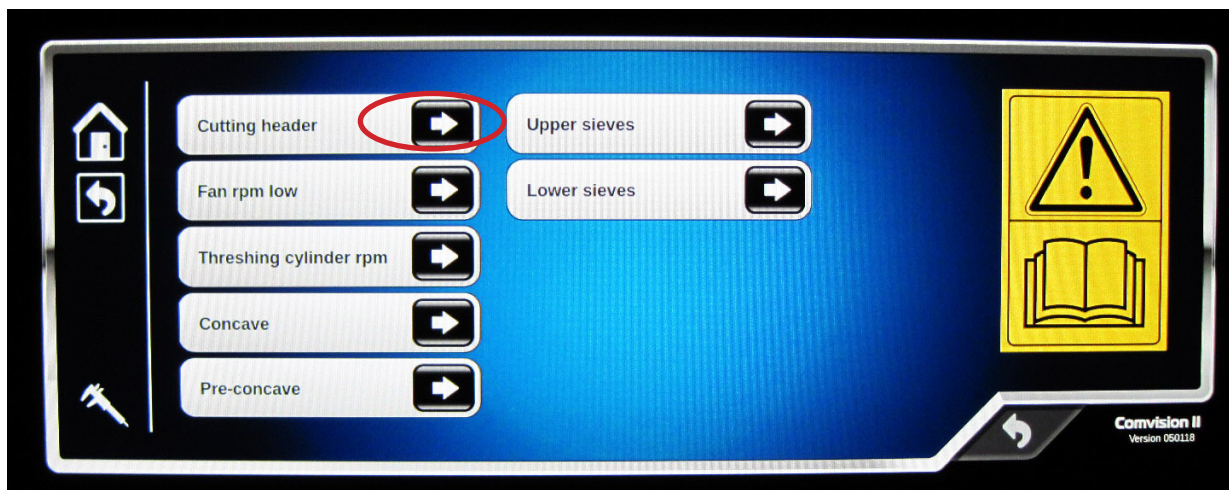 Cutting header
Fan rpm low
Threshing cylinder rpm
Concave
Pre-concave
Upper sieves
Lower sieves
Comvision II
Version 050118